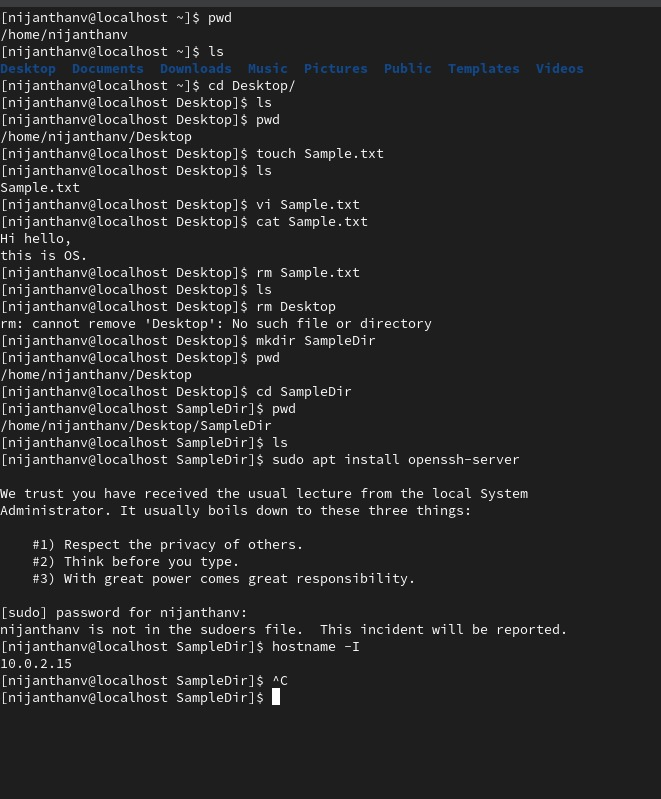 [nijanthanv@localhost ~]$ pwd
/home/nijanthanv
[nijanthanv@localhost ~]$ ls
Desktop  Documents  Downloads  Music  Pictures  Public  Templates  Videos
[nijanthanv@localhost ~]$ cd Desktop/
[nijanthanv@localhost Desktop]$ ls
[nijanthanv@localhost Desktop]$ pwd
/home/nijanthanv/Desktop
[nijanthanv@localhost Desktop]$ touch Sample.txt
[nijanthanv@localhost Desktop]$ ls
Sample.txt
[nijanthanv@localhost Desktop]$ vi Sample.txt
[nijanthanv@localhost Desktop]$ cat Sample.txt
Hi hello,
this is OS.
[nijanthanv@localhost Desktop]$ rm Sample.txt
[nijanthanv@localhost Desktop]$ ls
[nijanthanv@localhost Desktop]$ rm Desktop
rm: cannot remove 'Desktop': No such file or directory
[nijanthanv@localhost Desktop]$ mkdir SampleDir
[nijanthanv@localhost Desktop]$ pwd
/home/nijanthanv/Desktop
[nijanthanv@localhost Desktop]$ cd SampleDir
[nijanthanv@localhost SampleDir]$ pwd
/home/nijanthanv/Desktop/SampleDir
[nijanthanv@localhost SampleDir]$ ls
[nijanthanv@localhost SampleDir]$ sudo apt install openssh-server
We trust you have received the usual lecture from the local System
Administrator. It usually boils down to these three things:
#1) Respect the privacy of others.
#2) Think before you type.
#3) With great power comes great responsibility.
[sudo] password for nijanthanv:
nijanthanv is not in the sudoers file.  This incident will be reported.
[nijanthanv@localhost SampleDir]$ hostname -I
10.0.2.15
[nijanthanv@localhost SampleDir]$ ^C
[nijanthanv@localhost SampleDir]$